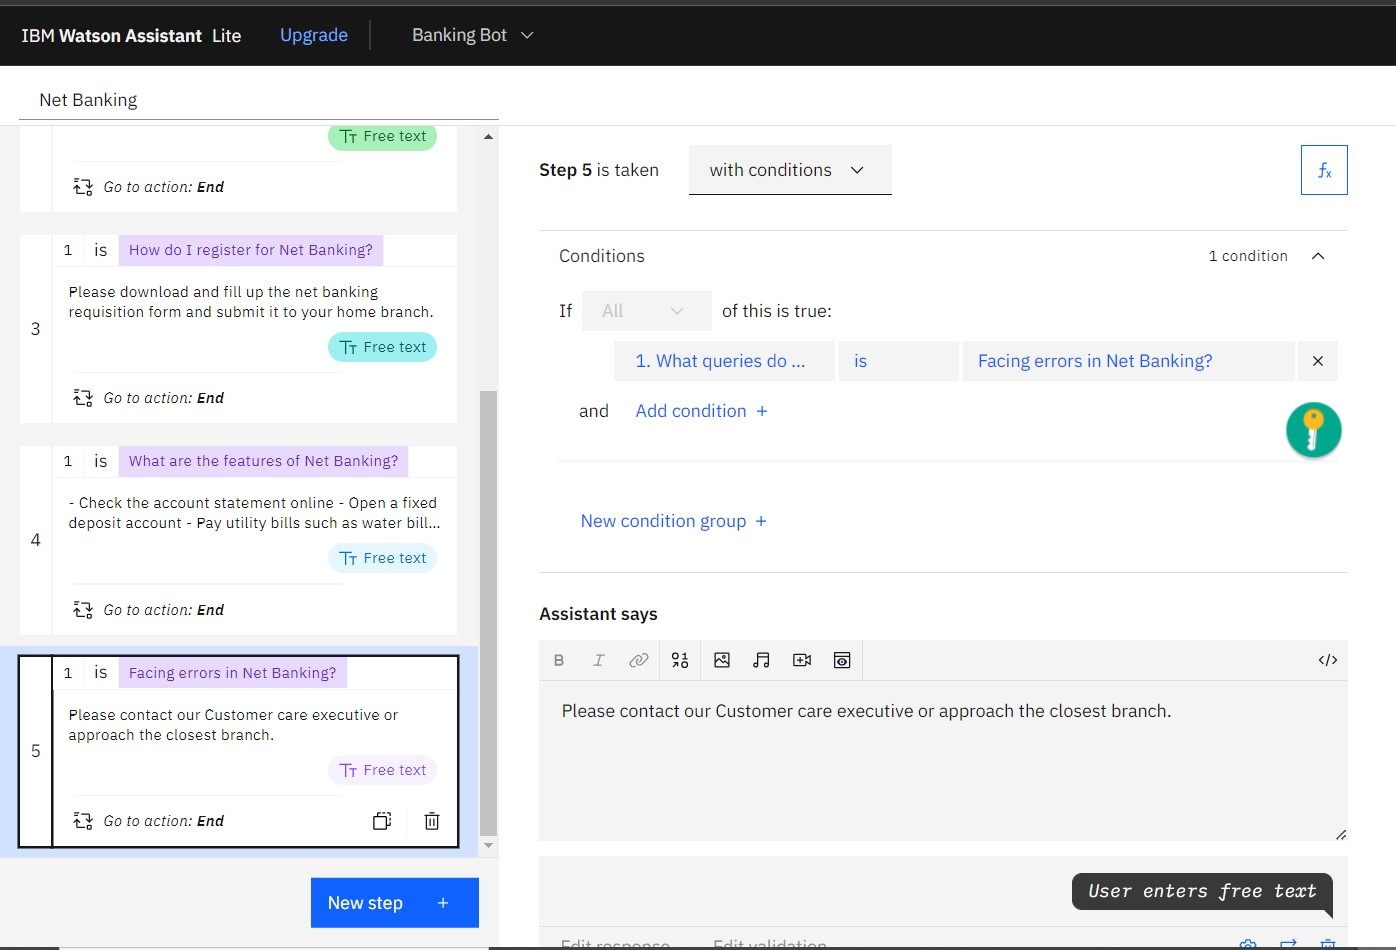 IBM Watson Assistant Lite Upgrade Banking Bot
Net Banking
Free text
Go to action: End
1 is How do I register for Net Banking?
3
Please download and fill up the net banking
requisition form and submit it to your home branch.
Free text
Go to action: End
1 is What are the features of Net Banking?
4
- Check the account statement online - Open a fixed
deposit account - Pay utility bills such as water bill...
Free text
Go to action: End
1 is Facing errors in Net Banking?
5
Please contact our Customer care executive or
approach the closest branch.
Free text
Go to action: End
New step +
Step 5 is taken with conditions
fx
Conditions 1 condition
If All of this is true:
1. What queries do ... is Facing errors in Net Banking? ×
and Add condition +
New condition group +
Assistant says
B I </>
Please contact our Customer care executive or approach the closest branch.
User enters free text
Edit response Edit validation